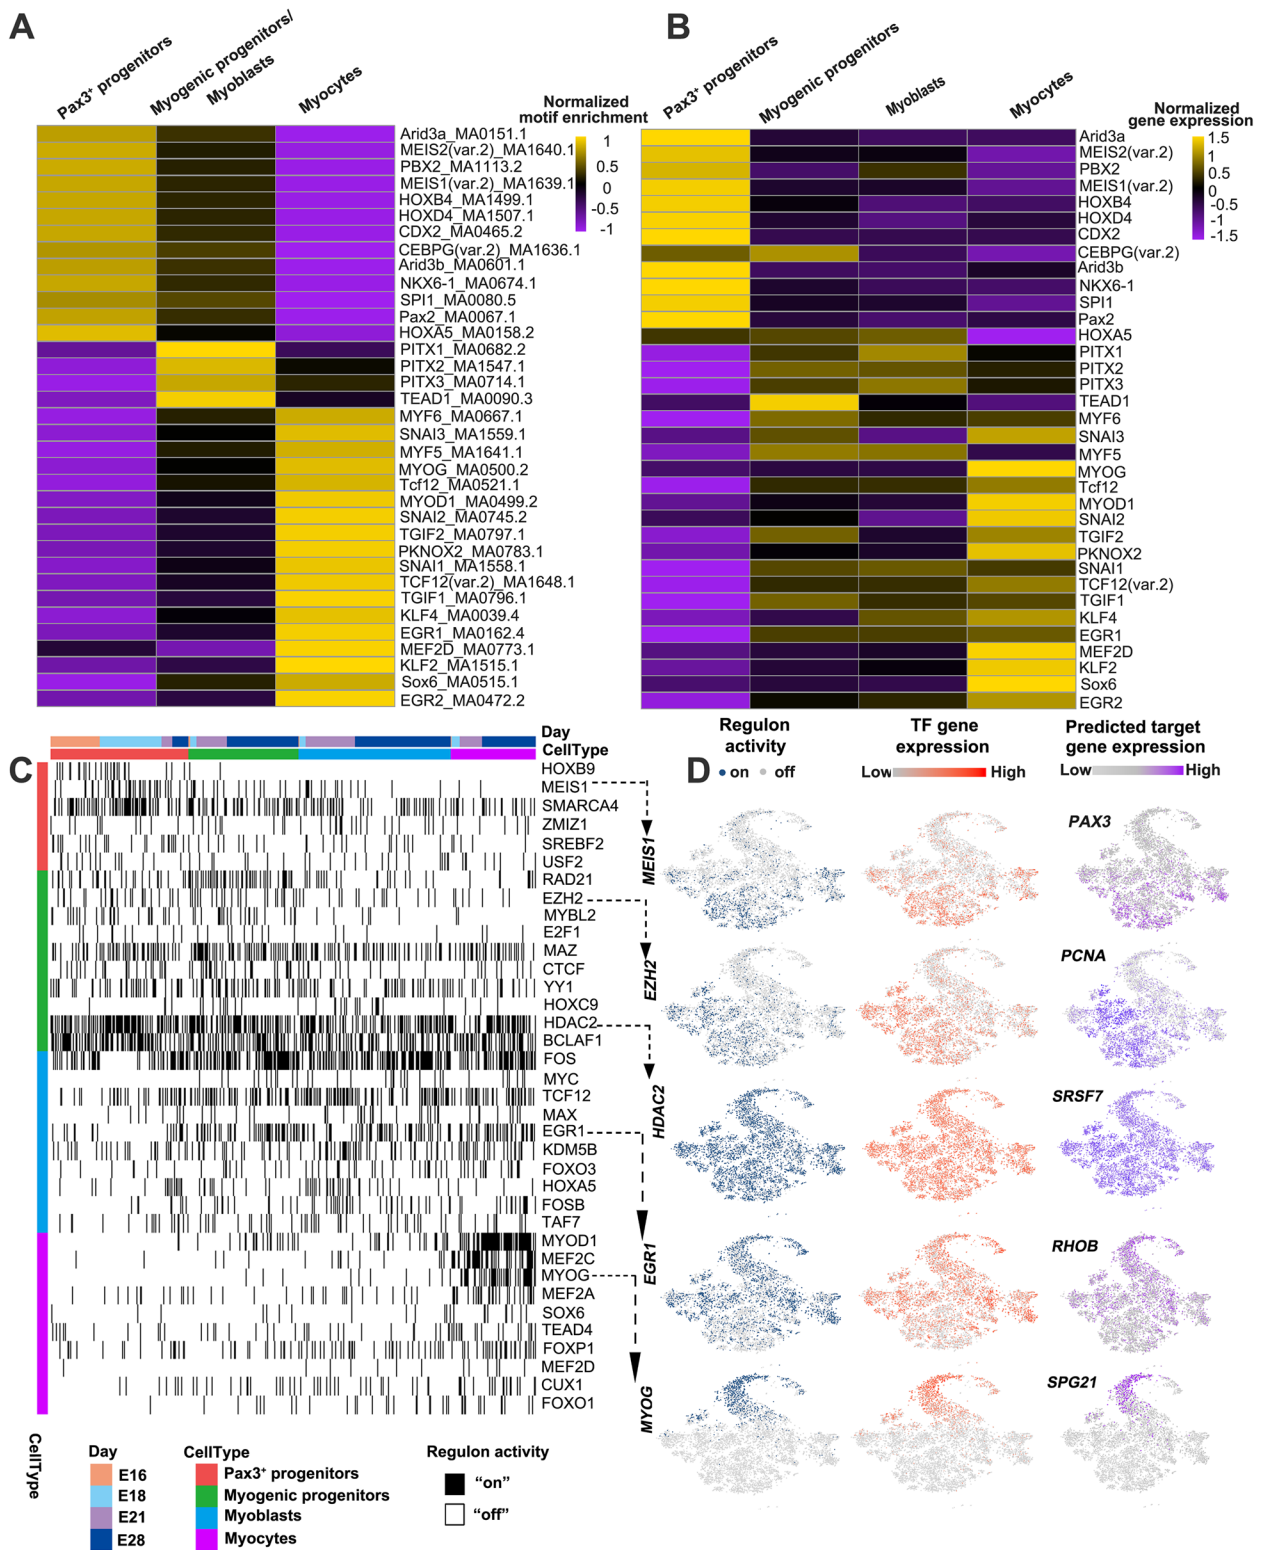 A
Pax3+ progenitors
Myogenic progenitors/
Myoblasts
Myocytes
Normalized
motif enrichment
1
0.5
0
-0.5
-1
Arid3a_MA0151.1
MEIS2(var.2)_MA1640.1
PBX2_MA1113.2
MEIS1(var.2)_MA1639.1
HOXB4_MA1499.1
HOXD4_MA1507.1
CDX2_MA0465.2
CEBPG(var.2)_MA1636.1
Arid3b_MA0601.1
NKX6-1_MA0674.1
SPI1_MA0080.5
Pax2_MA0067.1
HOXA5_MA0158.2
PITX1_MA0682.2
PITX2_MA1547.1
PITX3_MA0714.1
TEAD1_MA0090.3
MYF6_MA0667.1
SNAI3_MA1559.1
MYF5_MA1641.1
MYOG_MA0500.2
Tcf12_MA0521.1
MYOD1_MA0499.2
SNAI2_MA0745.2
TGIF2_MA0797.1
PKNOX2_MA0783.1
SNAI1_MA1558.1
TCF12(var.2)_MA1648.1
TGIF1_MA0796.1
KLF4_MA0039.4
EGR1_MA0162.4
MEF2D_MA0773.1
KLF2_MA1515.1
Sox6_MA0515.1
EGR2_MA0472.2
B
Pax3+ progenitors
Myogenic progenitors
Myoblasts
Myocytes
Normalized
gene expression
1.5
1
0.5
0
-0.5
-1
-1.5
Arid3a
MEIS2(var.2)
PBX2
MEIS1(var.2)
HOXB4
HOXD4
CDX2
CEBPG(var.2)
Arid3b
NKX6-1
SPI1
Pax2
HOXA5
PITX1
PITX2
PITX3
TEAD1
MYF6
SNAI3
MYF5
MYOG
Tcf12
MYOD1
SNAI2
TGIF2
PKNOX2
SNAI1
TCF12(var.2)
TGIF1
KLF4
EGR1
MEF2D
KLF2
Sox6
EGR2
C
Day
CellType
HOXB9
MEIS1
SMARCA4
ZMIZ1
SREBF2
USF2
RAD21
EZH2
MYBL2
E2F1
MAZ
CTCF
YY1
HOXC9
HDAC2
BCLAF1
FOS
MYC
TCF12
MAX
EGR1
KDM5B
FOXO3
HOXA5
FOSB
TAF7
MYOD1
MEF2C
MYOG
MEF2A
SOX6
TEAD4
FOXP1
MEF2D
CUX1
FOXO1
CellType
Day
E16
E18
E21
E28
CellType
Pax3+ progenitors
Myogenic progenitors
Myoblasts
Myocytes
Regulon activity
“on”
“off”
D
Regulon
activity
on off
TF gene
expression
Low High
Predicted target
gene expression
Low High
MEIS1
PAX3
EZH2
PCNA
HDAC2
SRSF7
EGR1
RHOB
MYOG
SPG21